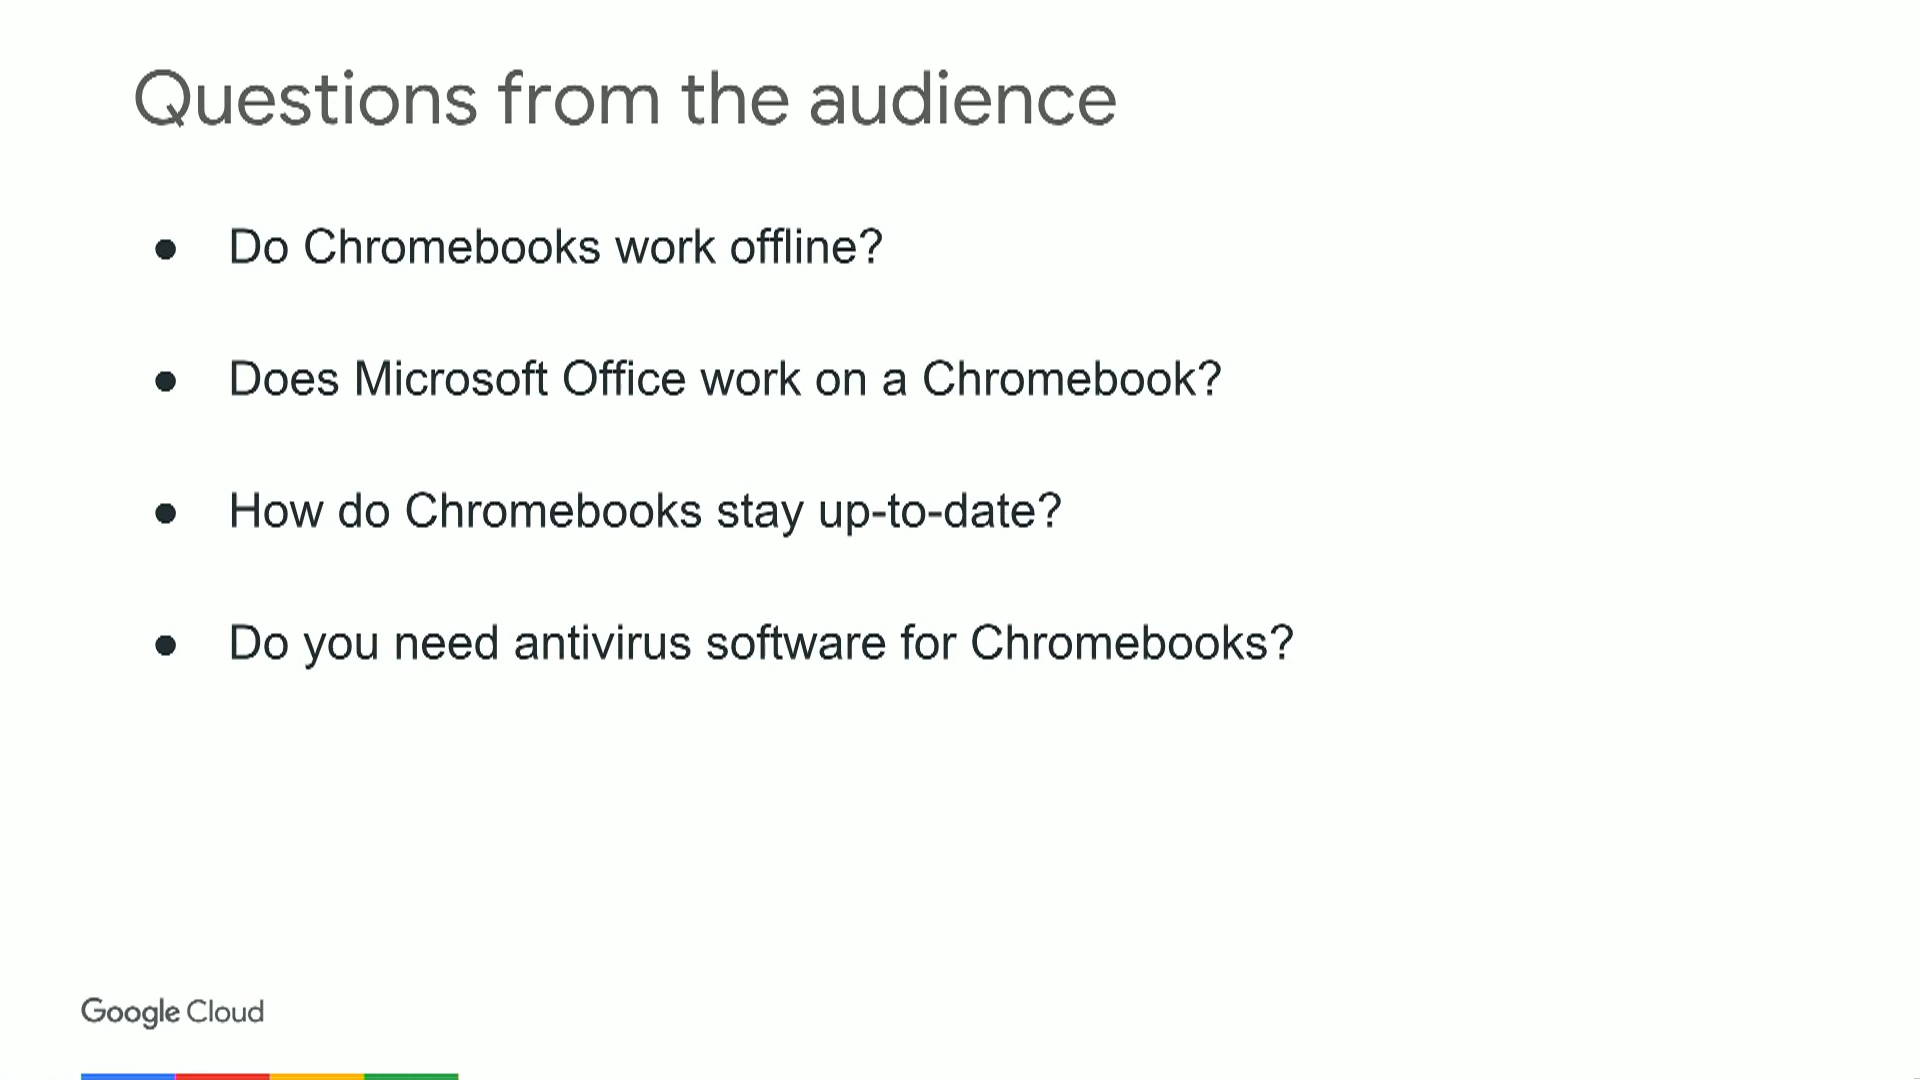 Questions from the audience
● Do Chromebooks work offline?
● Does Microsoft Office work on a Chromebook?
● How do Chromebooks stay up-to-date?
● Do you need antivirus software for Chromebooks?
Google Cloud